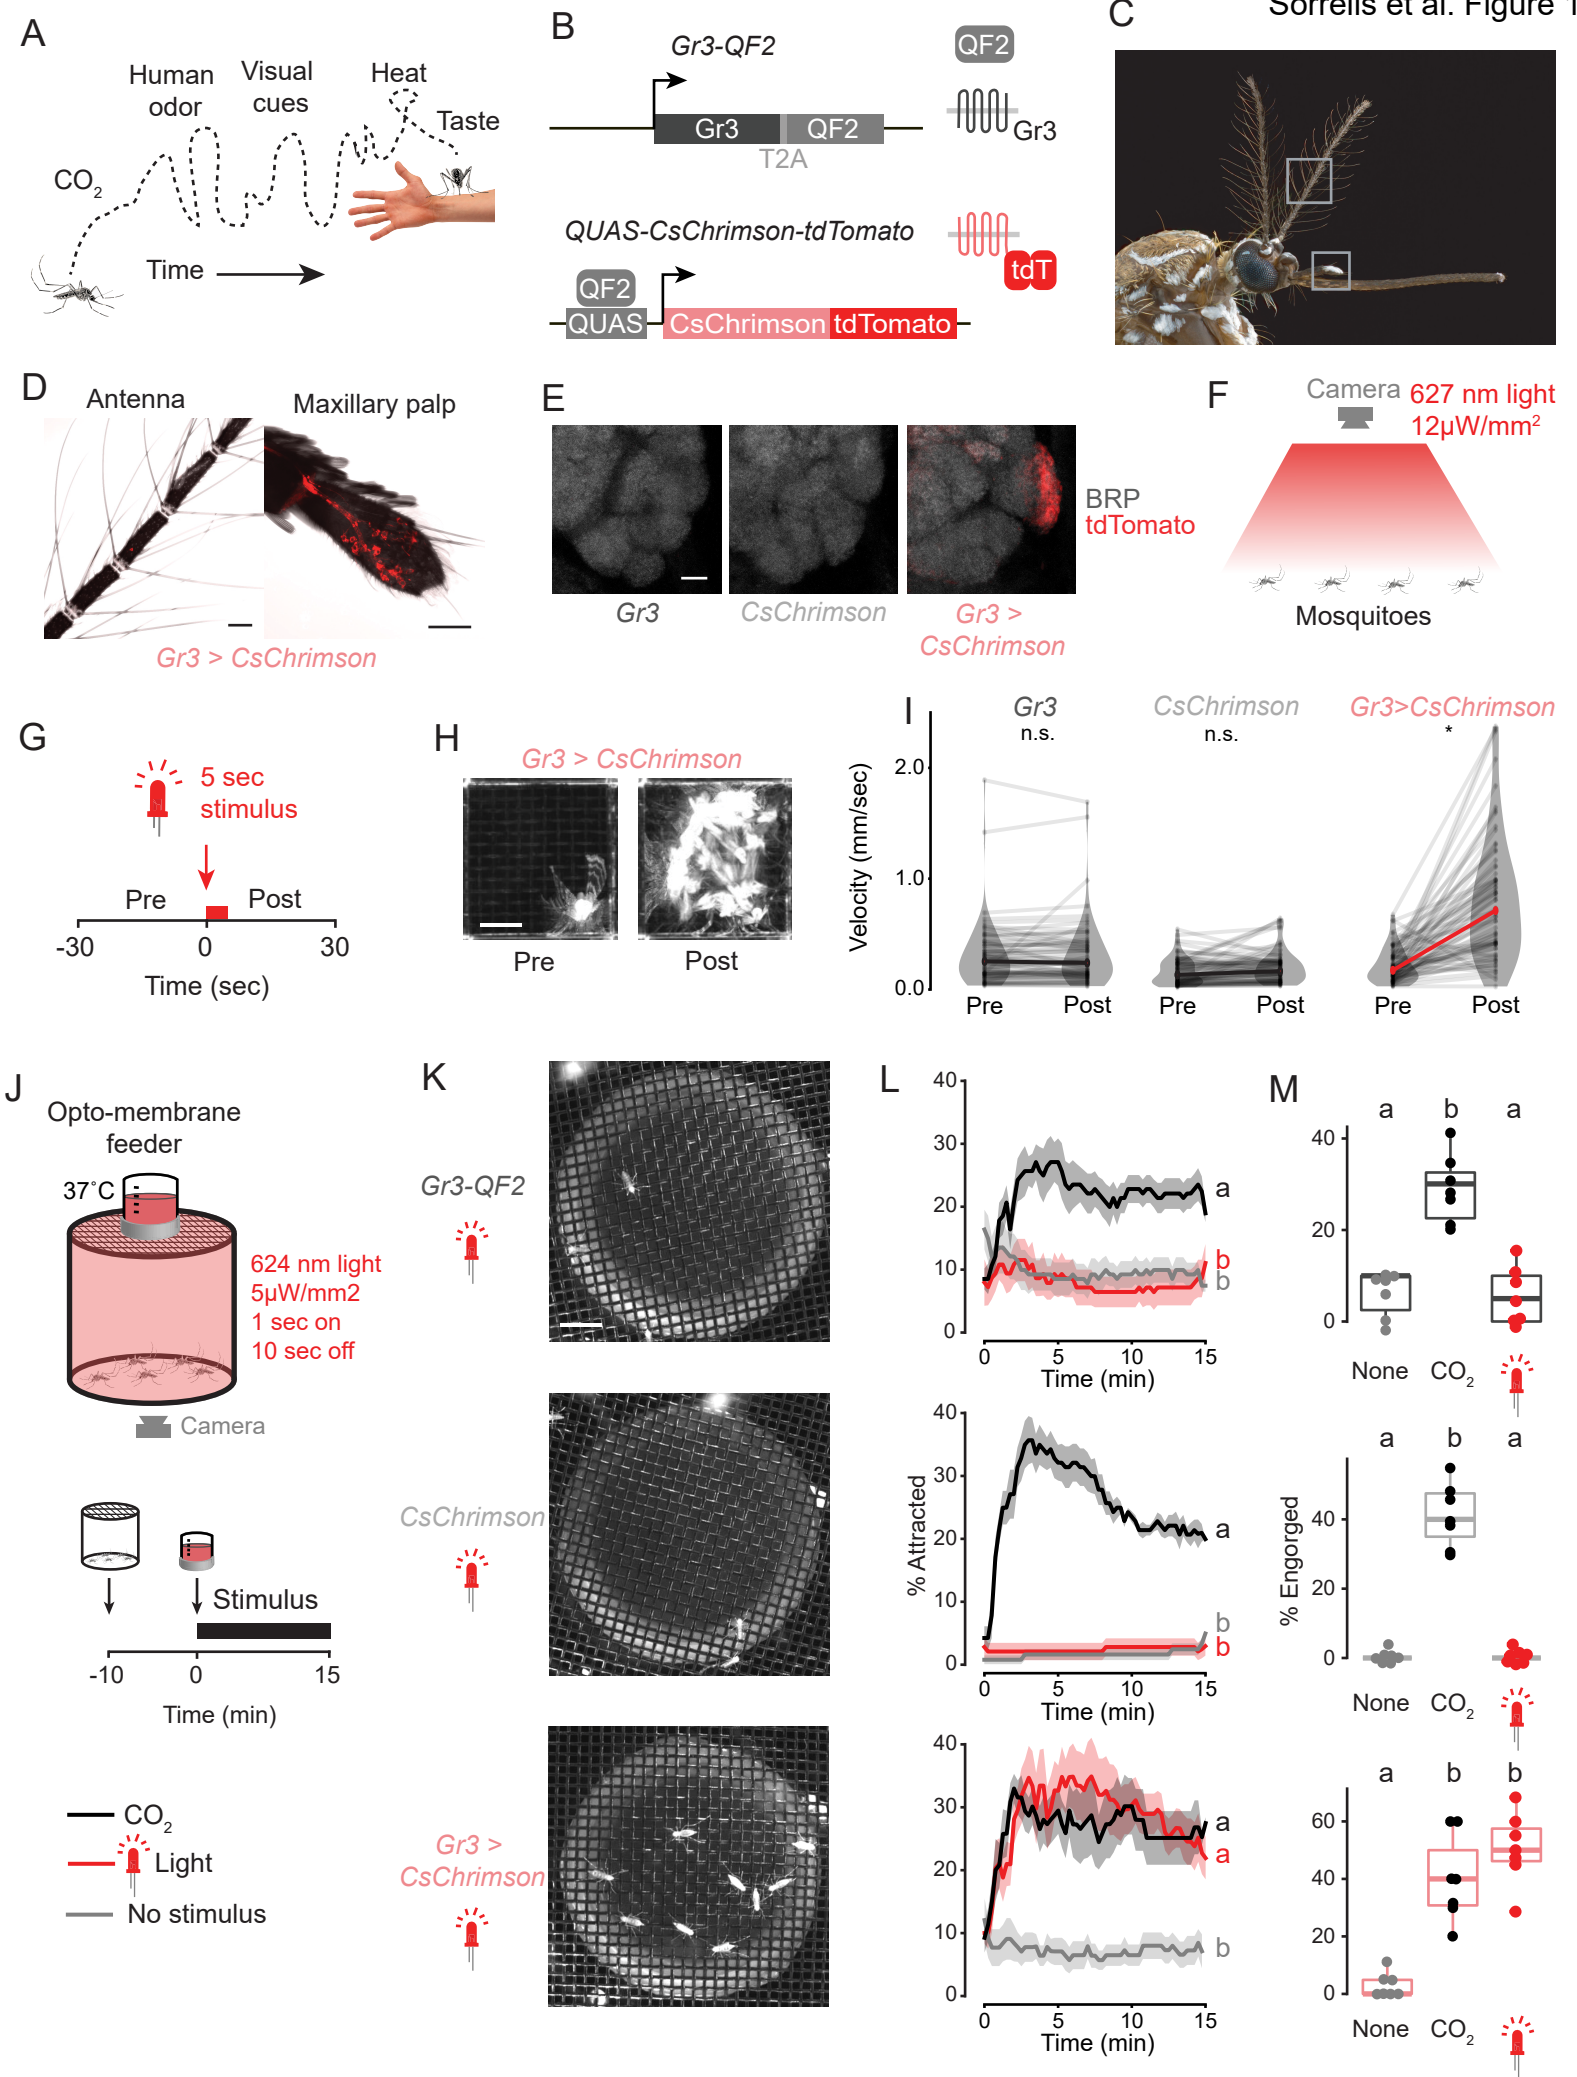 Sorrells et al. Figure 1
A
Human
odor
Visual
cues
Heat
Taste
CO2
Time
B
Gr3-QF2
Gr3
QF2
T2A
QF2
Gr3
QUAS-CsChrimson-tdTomato
QF2
QUAS
CsChrimson
tdTomato
tdT
C
D
Antenna
Maxillary palp
Gr3 > CsChrimson
E
BRP
tdTomato
Gr3
CsChrimson
Gr3 >
CsChrimson
F
Camera
627 nm light
12µW/mm2
Mosquitoes
G
5 sec
stimulus
Pre
Post
-30
0
30
Time (sec)
H
Gr3 > CsChrimson
Pre
Post
I
Gr3
n.s.
CsChrimson
n.s.
Gr3>CsChrimson
*
Velocity (mm/sec)
2.0
1.0
0.0
Pre
Post
Pre
Post
Pre
Post
J
Opto-membrane
feeder
37˚C
624 nm light
5µW/mm2
1 sec on
10 sec off
Camera
Stimulus
-10
0
15
Time (min)
CO2
Light
No stimulus
K
Gr3-QF2
CsChrimson
Gr3 >
CsChrimson
L
40
30
20
10
0
a
b
b
0
5
10
15
Time (min)
% Attracted
40
30
20
10
0
a
b
b
0
5
10
15
Time (min)
40
30
20
10
0
a
a
b
0
5
10
15
Time (min)
M
a
b
a
40
20
0
None
CO2
% Engorged
a
b
a
40
20
0
None
CO2
a
b
b
60
40
20
0
None
CO2